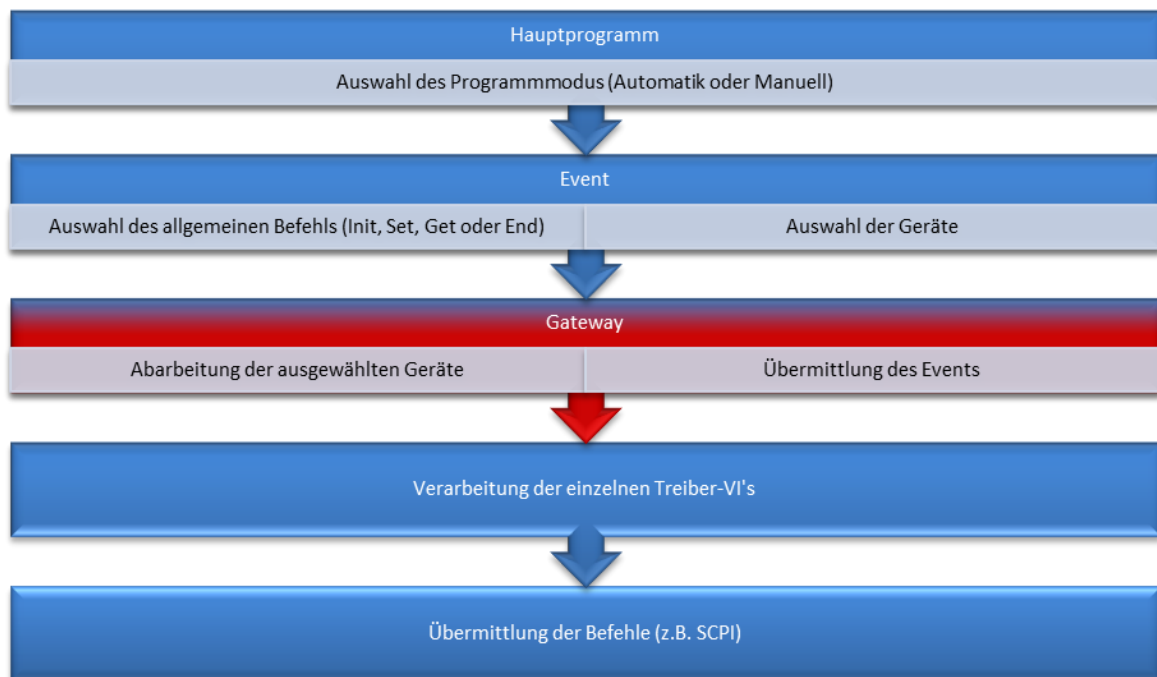 Hauptprogramm
Auswahl des Programmmodus (Automatik oder Manuell)
Event
Auswahl des allgemeinen Befehls (Init, Set, Get oder End)
Auswahl der Geräte
Gateway
Abarbeitung der ausgewählten Geräte
Übermittlung des Events
Verarbeitung der einzelnen Treiber-VI's
Übermittlung der Befehle (z.B. SCPI)